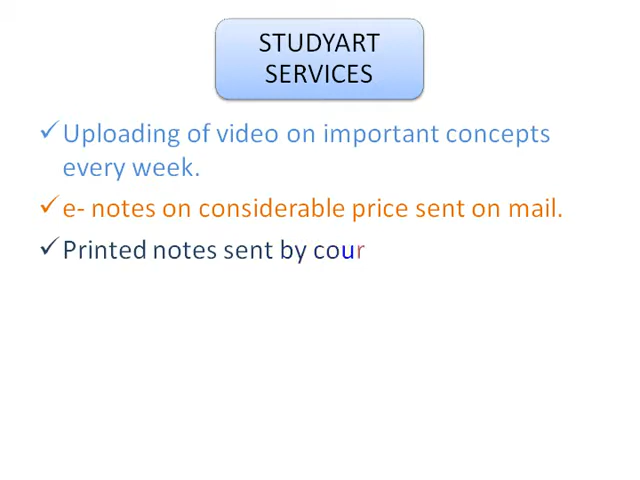 STUDYART
SERVICES
✓Uploading of video on important concepts
every week.
✓e- notes on considerable price sent on mail.
✓Printed notes sent by cour